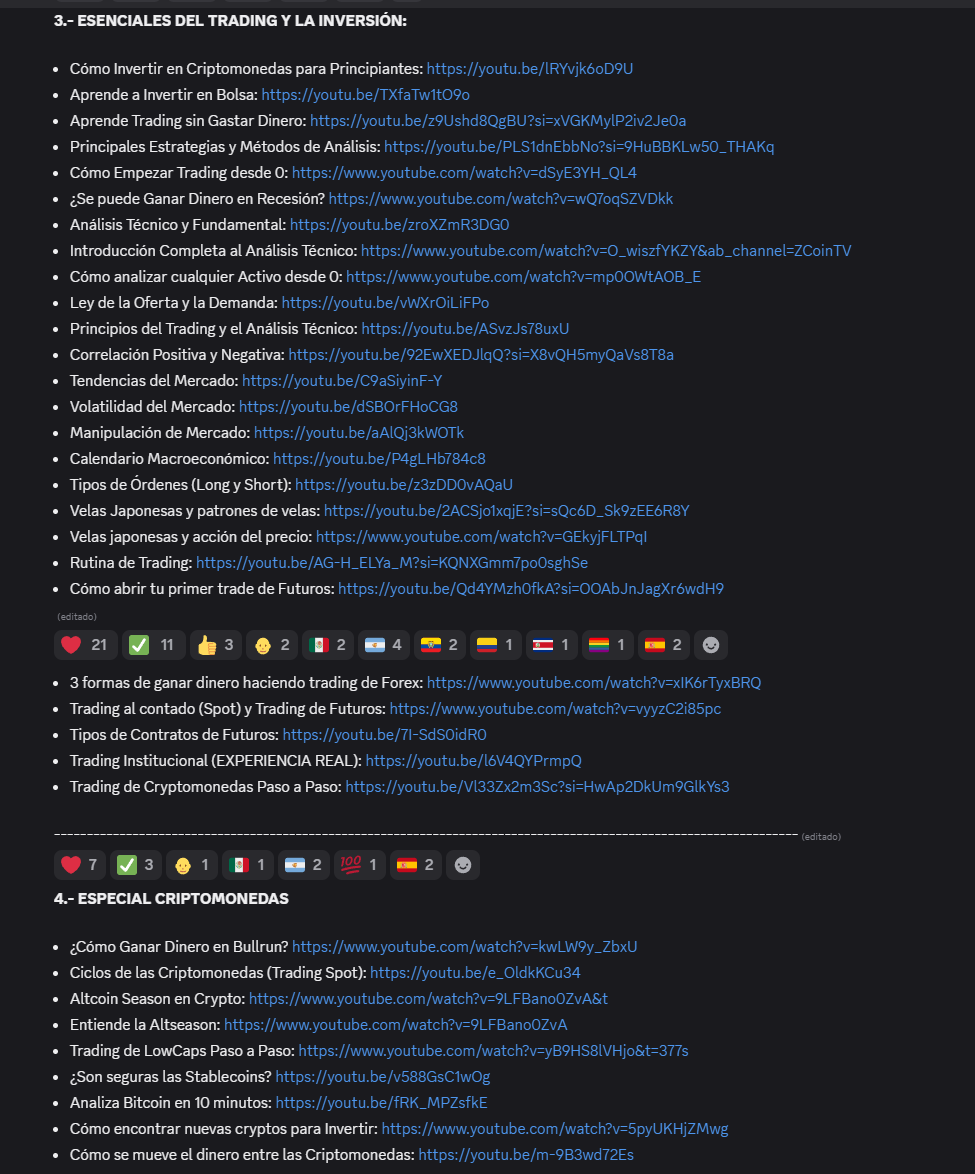 3.- ESENCIALES DEL TRADING Y LA INVERSIÓN:
• Cómo Invertir en Criptomonedas para Principiantes: https://youtu.be/lRYvjk6oD9U
• Aprende a Invertir en Bolsa: https://youtu.be/TXfaTw1tO9o
• Aprende Trading sin Gastar Dinero: https://youtu.be/z9Ushd8QgBU?si=xVGKMylP2iv2Je0a
• Principales Estrategias y Métodos de Análisis: https://youtu.be/PLS1dnEbbNo?si=9HuBBKLw50_THAKq
• Cómo Empezar Trading desde 0: https://www.youtube.com/watch?v=dSyE3YH_QL4
• ¿Se puede Ganar Dinero en Recesión? https://www.youtube.com/watch?v=wQ7oqSZVDkk
• Análisis Técnico y Fundamental: https://youtu.be/zroXZmR3DG0
• Introducción Completa al Análisis Técnico: https://www.youtube.com/watch?v=O_wiszfYKZY&ab_channel=ZCoinTV
• Cómo analizar cualquier Activo desde 0: https://www.youtube.com/watch?v=mp0OWtAOB_E
• Ley de la Oferta y la Demanda: https://youtu.be/vWXrOiLiFPo
• Principios del Trading y el Análisis Técnico: https://youtu.be/ASvzJs78uxU
• Correlación Positiva y Negativa: https://youtu.be/92EwXEDJlqQ?si=X8vQH5myQaVs8T8a
• Tendencias del Mercado: https://youtu.be/C9aSiyinF-Y
• Volatilidad del Mercado: https://youtu.be/dSBOrFHoCG8
• Manipulación de Mercado: https://youtu.be/aAlQj3kWOTk
• Calendario Macroeconómico: https://youtu.be/P4gLHb784c8
• Tipos de Órdenes (Long y Short): https://youtu.be/z3zDD0vAQaU
• Velas Japonesas y patrones de velas: https://youtu.be/2ACSjo1xqjE?si=sQc6D_Sk9zEE6R8Y
• Velas japonesas y acción del precio: https://www.youtube.com/watch?v=GEkyjFLTPqI
• Rutina de Trading: https://youtu.be/AG-H_ELYa_M?si=KQNXGmm7po0sghSe
• Cómo abrir tu primer trade de Futuros: https://youtu.be/Qd4YMzh0fkA?si=OOAbJnJagXr6wdH9
(editado)
21 11 3 2 2 4 2 1 1 1 2
• 3 formas de ganar dinero haciendo trading de Forex: https://www.youtube.com/watch?v=xIK6rTyxBRQ
• Trading al contado (Spot) y Trading de Futuros: https://www.youtube.com/watch?v=vyyzC2i85pc
• Tipos de Contratos de Futuros: https://youtu.be/7I-SdS0idR0
• Trading Institucional (EXPERIENCIA REAL): https://youtu.be/l6V4QYPrmpQ
• Trading de Cryptomonedas Paso a Paso: https://youtu.be/Vl33Zx2m3Sc?si=HwAp2DkUm9GlkYs3
(editado)
7 3 1 1 2 100 1 2
4.- ESPECIAL CRIPTOMONEDAS
• ¿Cómo Ganar Dinero en Bullrun? https://www.youtube.com/watch?v=kwLW9y_ZbxU
• Ciclos de las Criptomonedas (Trading Spot): https://youtu.be/e_OldkKCu34
• Altcoin Season en Crypto: https://www.youtube.com/watch?v=9LFBano0ZvA&t
• Entiende la Altseason: https://www.youtube.com/watch?v=9LFBano0ZvA
• Trading de LowCaps Paso a Paso: https://www.youtube.com/watch?v=yB9HS8lVHjo&t=377s
• ¿Son seguras las Stablecoins? https://youtu.be/v588GsC1wOg
• Analiza Bitcoin en 10 minutos: https://youtu.be/fRK_MPZsfkE
• Cómo encontrar nuevas cryptos para Invertir: https://www.youtube.com/watch?v=5pyUKHjZMwg
• Cómo se mueve el dinero entre las Criptomonedas: https://youtu.be/m-9B3wd72Es